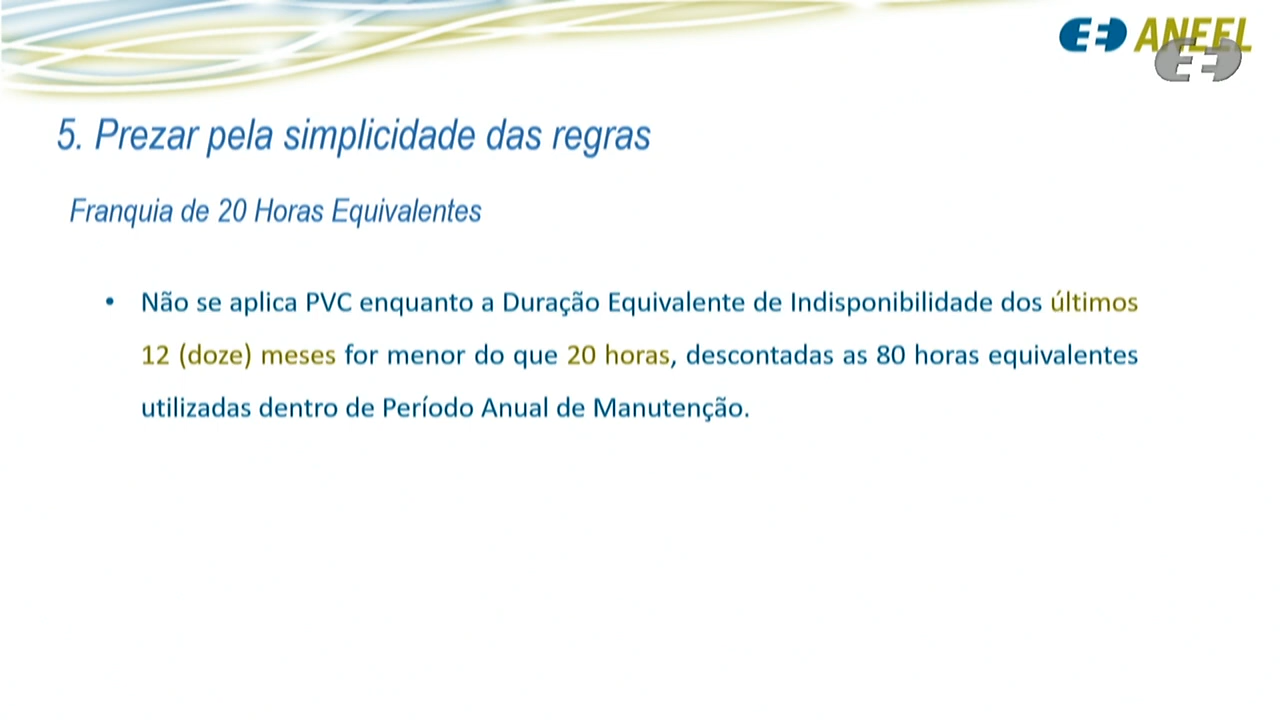 ANEEL
5. Prezar pela simplicidade das regras
Franquia de 20 Horas Equivalentes
• Não se aplica PVC enquanto a Duração Equivalente de Indisponibilidade dos últimos
12 (doze) meses for menor do que 20 horas, descontadas as 80 horas equivalentes
utilizadas dentro de Período Anual de Manutenção.